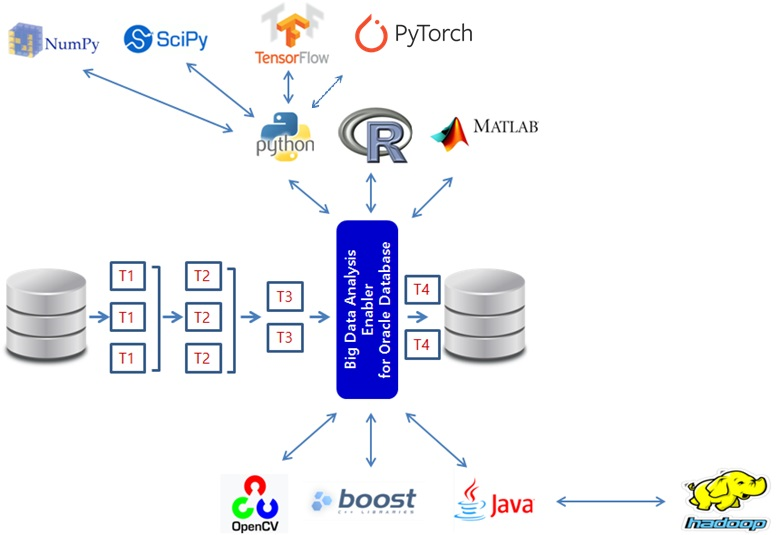 NumPy
SciPy
TensorFlow
PyTorch
python
R
MATLAB
Big Data Analysis
Enabler
for Oracle Database
T1
T2
T3
T4
T1
T2
T1
T2
T3
T4
OpenCV
boost
C++ LIBRARIES
Java
hadoop